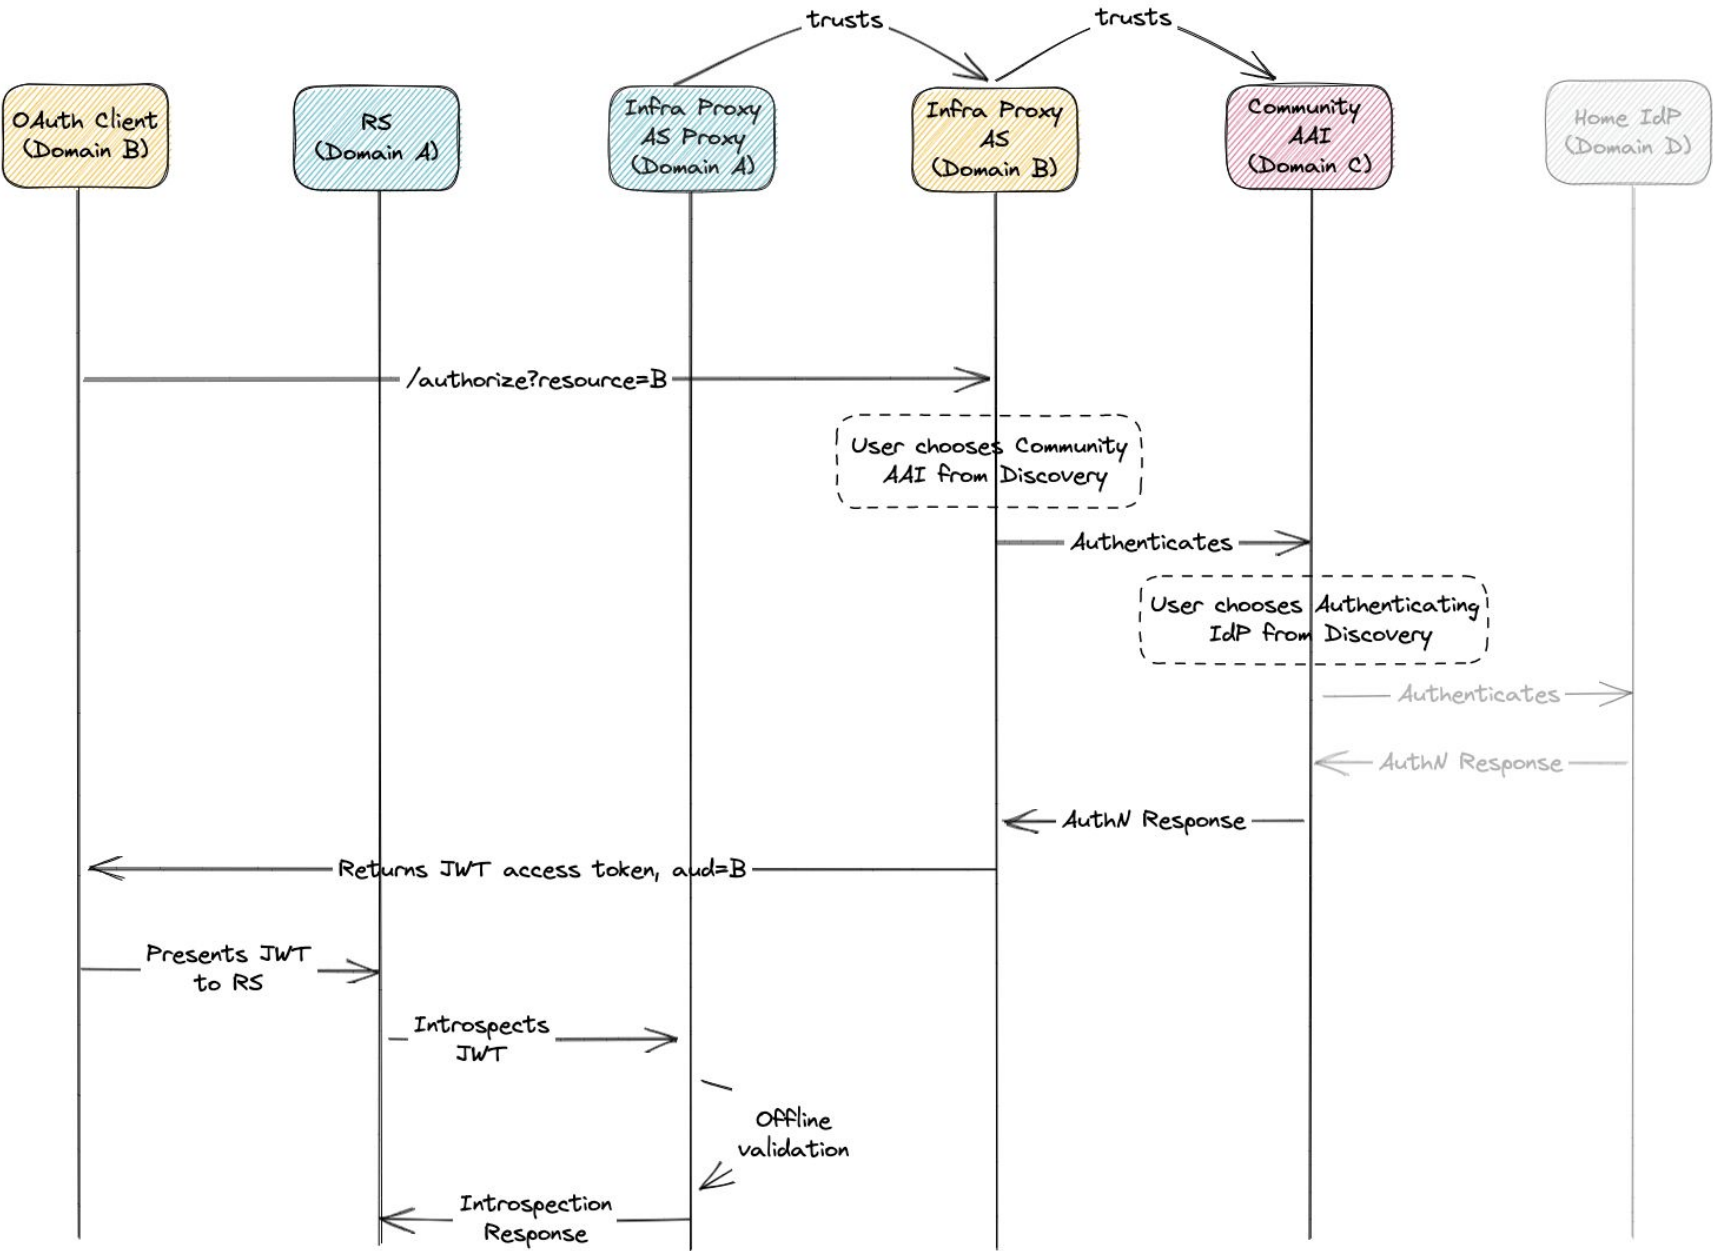 trusts
trusts
OAuth Client
(Domain B)
RS
(Domain A)
Infra Proxy
AS Proxy
(Domain A)
Infra Proxy
AS
(Domain B)
Community
AAI
(Domain C)
Home IdP
(Domain D)
/authorize?resource=B
User chooses Community
AAI from Discovery
Authenticates
User chooses Authenticating
IdP from Discovery
Authenticates
AuthN Response
AuthN Response
Returns JWT access token, aud=B
Presents JWT
to RS
Introspects
JWT
Offline
validation
Introspection
Response